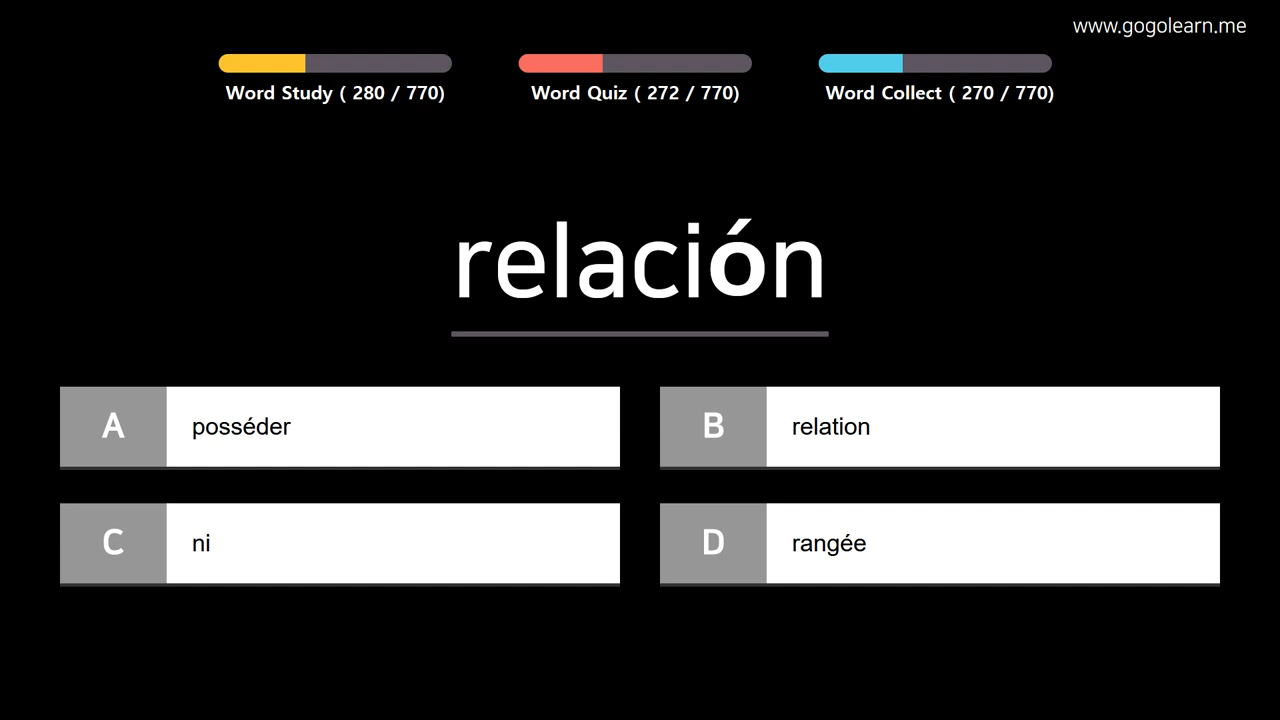 www.gogolearn.me
Word Study ( 280 / 770)
Word Quiz ( 272 / 770)
Word Collect ( 270 / 770)
relación
A posséder
B relation
C ni
D rangée